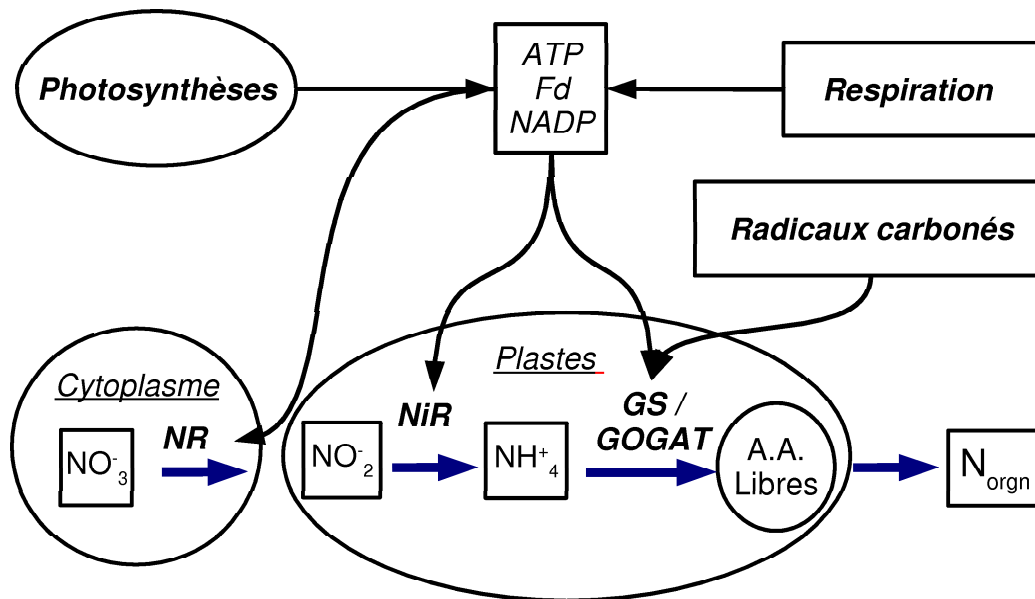 ATP
Fd
NADP
Photosynthèses
Respiration
Radicaux carbonés
Cytoplasme
Plastes
NR
NiR
GS /
GOGAT
NO⁻₃
NO⁻₂
NH⁺₄
A.A.
Libres
N orgn